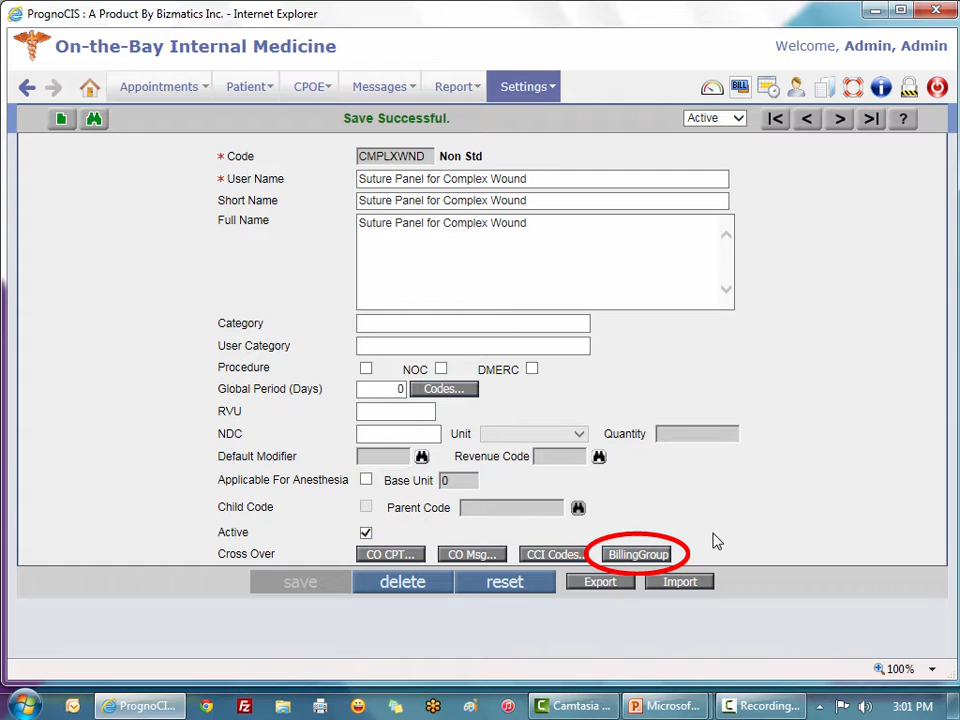 PrognoCIS : A Product By Bizmatics Inc. - Internet Explorer
On-the-Bay Internal Medicine
Welcome, Admin, Admin
Appointments Patient CPOE Messages Report Settings
BILL
Save Successful.
Active
|< < > >| ?
* Code CMPLXWND Non Std
* User Name Suture Panel for Complex Wound
Short Name Suture Panel for Complex Wound
Full Name Suture Panel for Complex Wound
Category
User Category
Procedure NOC DMERC
Global Period (Days) 0 Codes...
RVU
NDC Unit Quantity
Default Modifier Revenue Code
Applicable For Anesthesia Base Unit 0
Child Code Parent Code
Active
Cross Over CO CPT... CO Msg... CCI Codes... BillingGroup
save delete reset Export Import
100%
PrognoCI... Camtasia ... Microsof... Recording... 3:01 PM